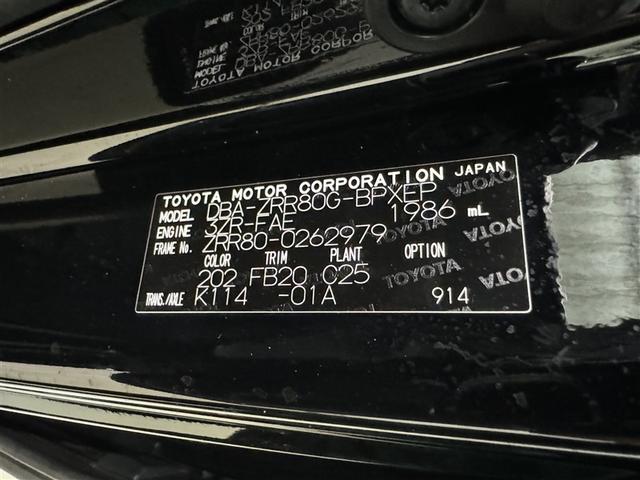 TOYOTA MOTOR CORPORATION JAPAN
MODEL DBA-ZRR80G-BPXEP
ENGINE 3ZR-FAE 1986 mL
FRAME No. ZRR80-0262979
COLOR TRIM PLANT OPTION
202 FB20 025
TRANS./AXLE K114 -01A 914